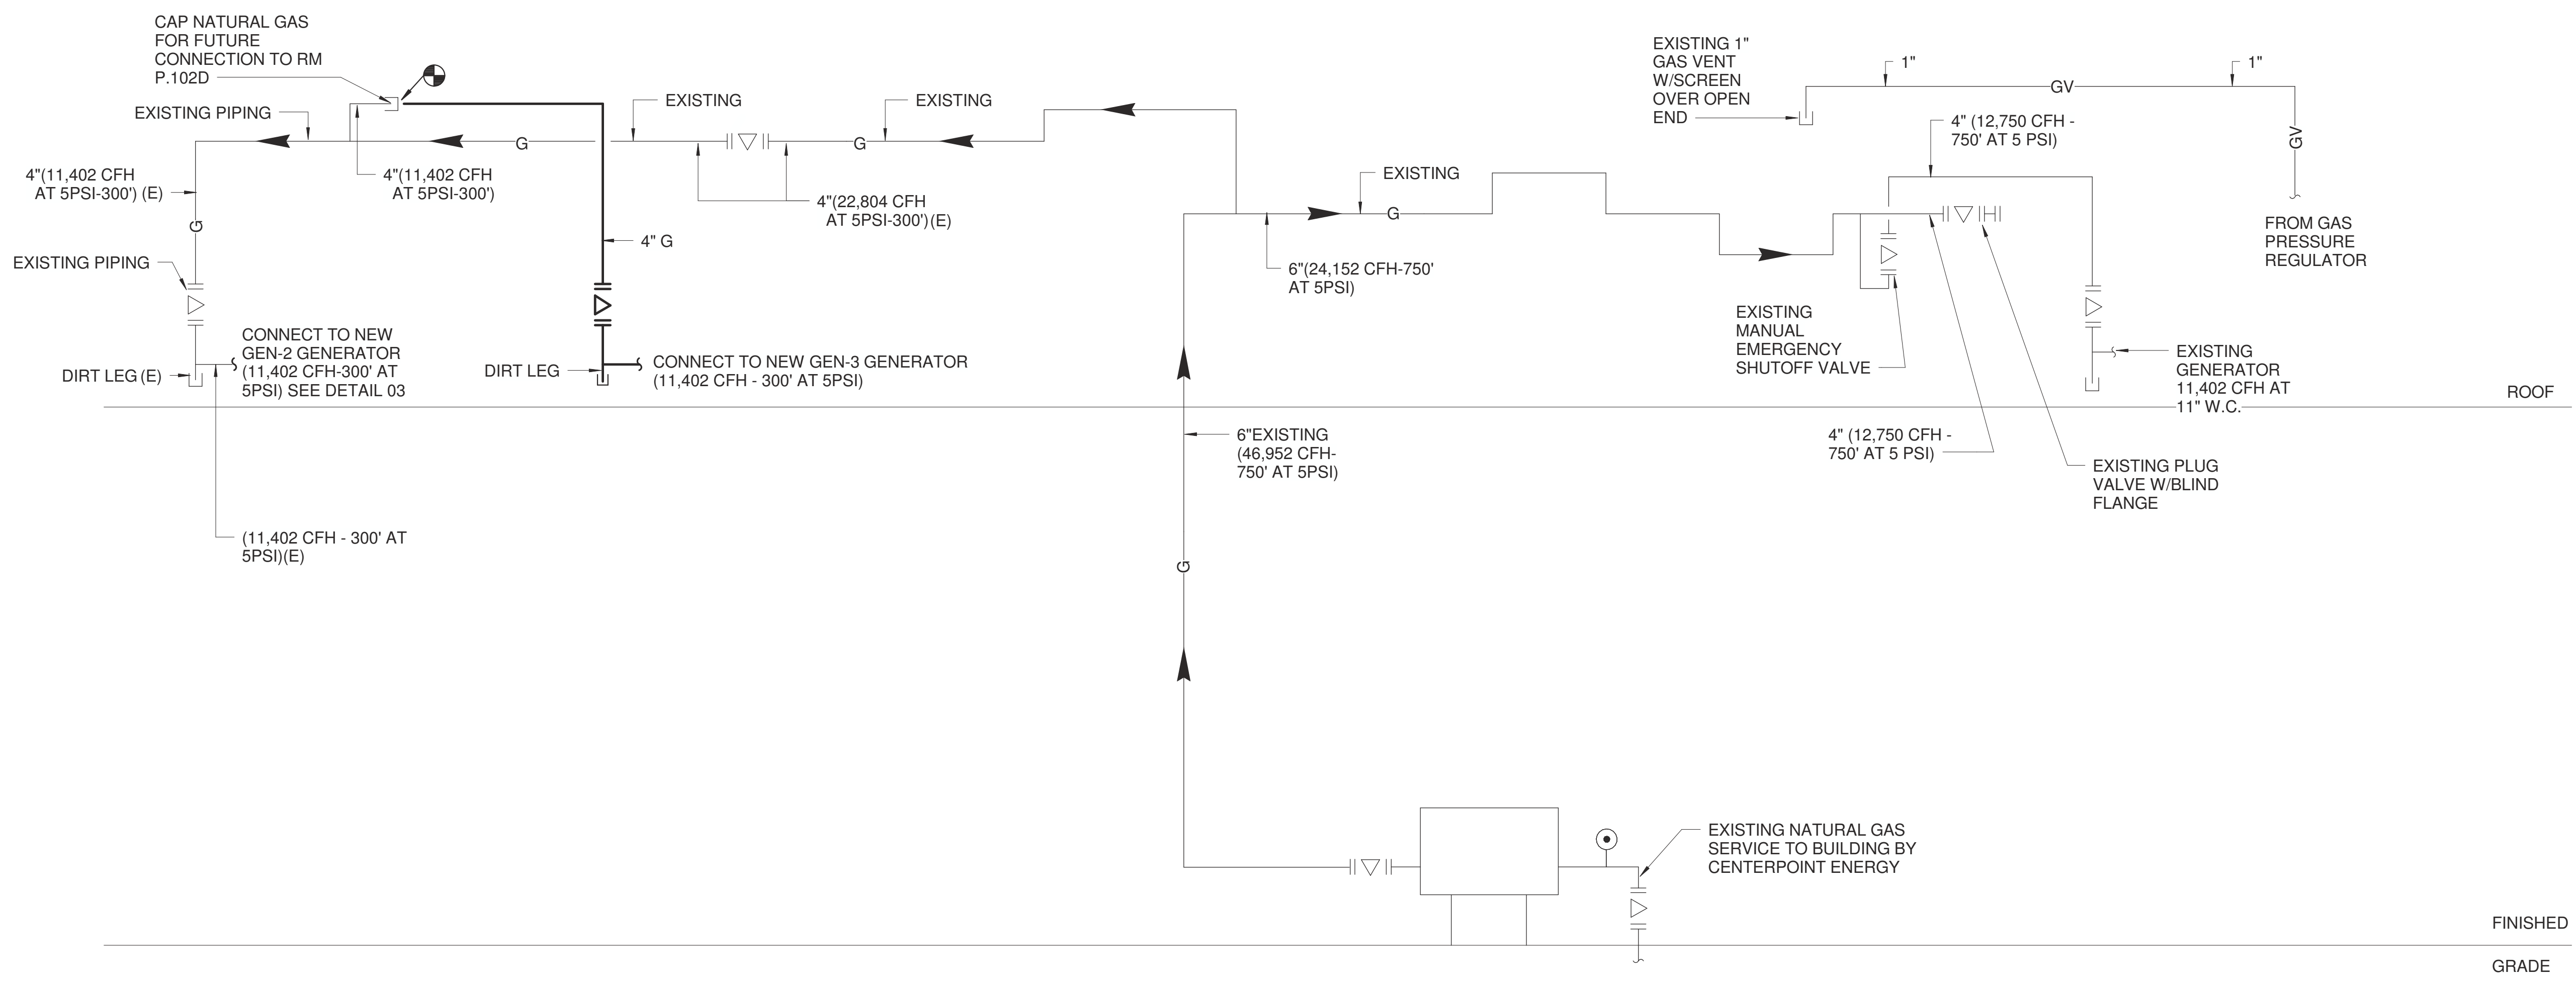 CAP NATURAL GAS
FOR FUTURE
CONNECTION TO RM
P.102D
EXISTING PIPING
EXISTING
EXISTING
G
G
4"(11,402 CFH
AT 5PSI-300') (E)
4"(11,402 CFH
AT 5PSI-300')
4"(22,804 CFH
AT 5PSI-300')(E)
G
4" G
EXISTING PIPING
CONNECT TO NEW
GEN-2 GENERATOR
(11,402 CFH-300' AT
5PSI) SEE DETAIL 03
DIRT LEG (E)
DIRT LEG
CONNECT TO NEW GEN-3 GENERATOR
(11,402 CFH - 300' AT 5PSI)
(11,402 CFH - 300' AT
5PSI)(E)
EXISTING
G
6"(24,152 CFH-750'
AT 5PSI)
6"EXISTING
(46,952 CFH-
750' AT 5PSI)
G
EXISTING 1"
GAS VENT
W/SCREEN
OVER OPEN
END
1"
1"
GV
GV
4" (12,750 CFH -
750' AT 5 PSI)
FROM GAS
PRESSURE
REGULATOR
EXISTING
MANUAL
EMERGENCY
SHUTOFF VALVE
EXISTING
GENERATOR
11,402 CFH AT
11" W.C.
ROOF
4" (12,750 CFH -
750' AT 5 PSI)
EXISTING PLUG
VALVE W/BLIND
FLANGE
EXISTING NATURAL GAS
SERVICE TO BUILDING BY
CENTERPOINT ENERGY
FINISHED
GRADE